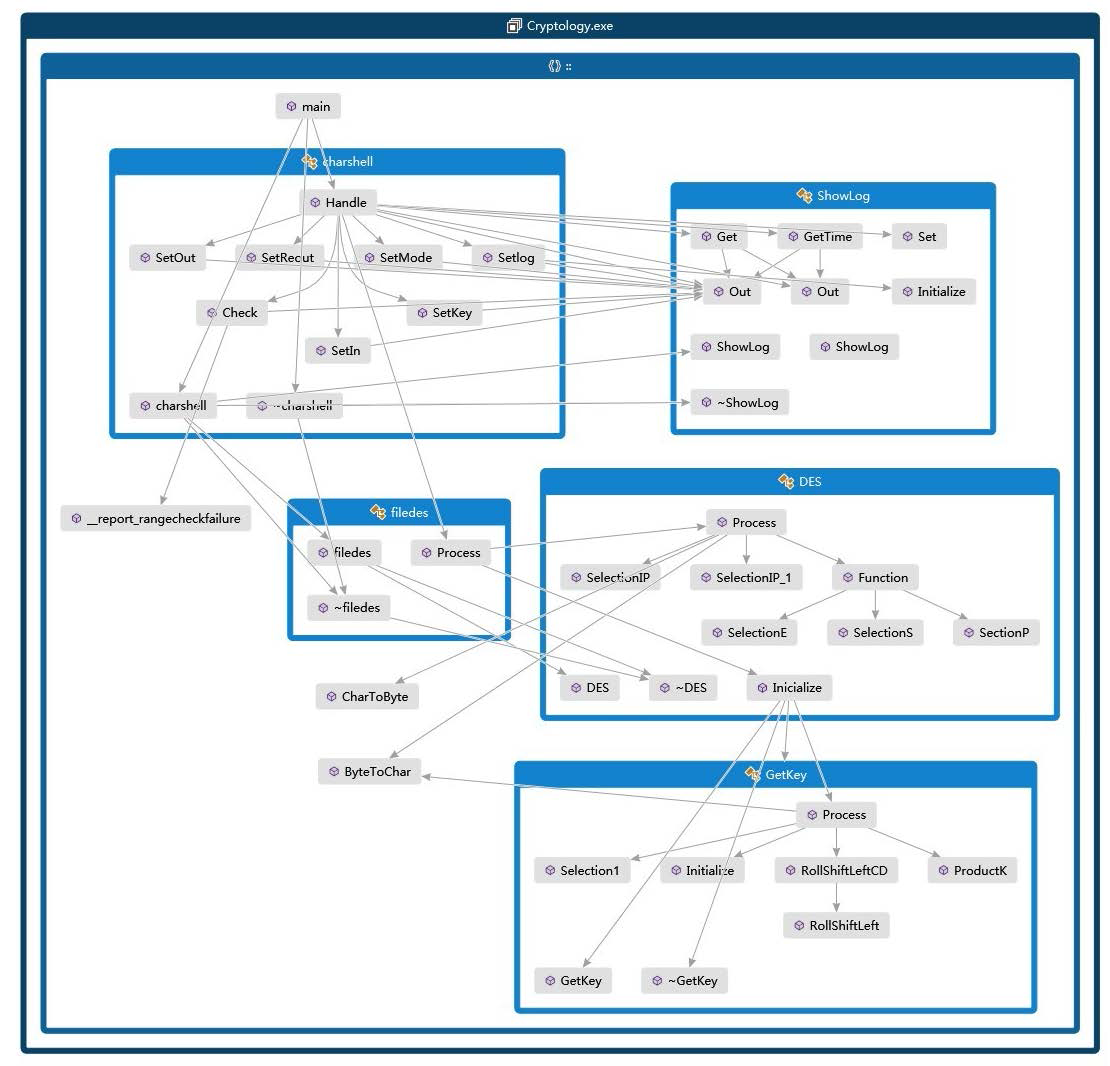 Cryptology.exe
::
main
charshell
Handle
ShowLog
Get
GetTime
Set
SetOut
SetRecut
SetMode
Setlog
Out
Out
Initialize
Check
SetKey
SetIn
ShowLog
ShowLog
charshell
~charshell
~ShowLog
DES
filedes
__report_rangecheckfailure
Process
filedes
Process
SelectionIP
SelectionIP_1
Function
~filedes
SelectionE
SelectionS
SectionP
CharToByte
DES
~DES
Inicialize
ByteToChar
GetKey
Process
Selection1
Initialize
RollShiftLeftCD
ProductK
RollShiftLeft
GetKey
~GetKey